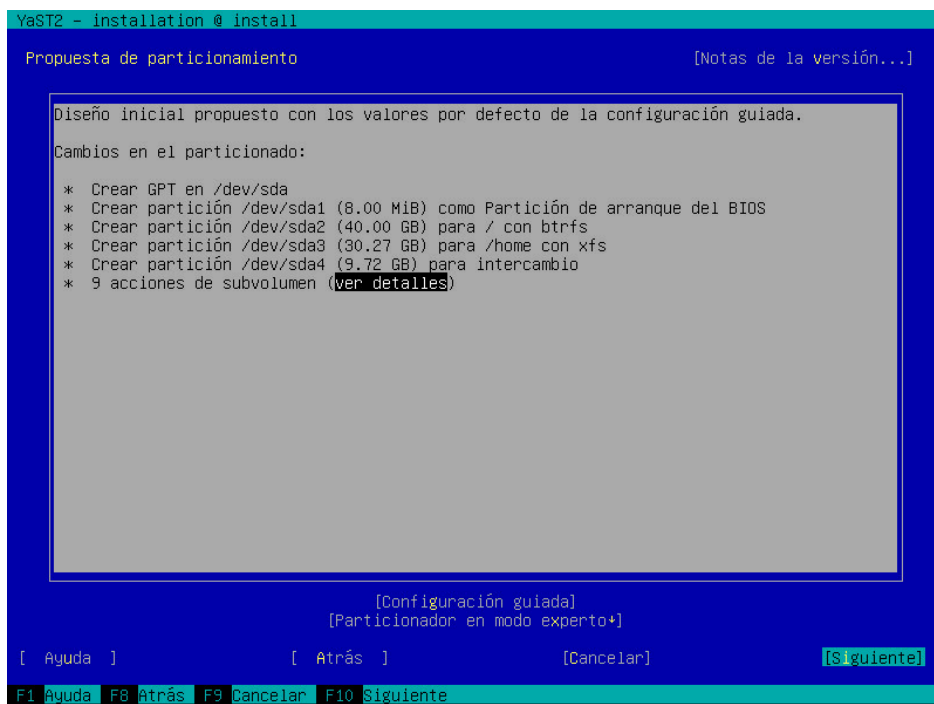 YaST2 - installation @ install
Propuesta de particionamiento [Notas de la versión...]
Diseño inicial propuesto con los valores por defecto de la configuración guiada.
Cambios en el particionado:
* Crear GPT en /dev/sda
* Crear partición /dev/sda1 (8.00 MiB) como Partición de arranque del BIOS
* Crear partición /dev/sda2 (40.00 GB) para / con btrfs
* Crear partición /dev/sda3 (30.27 GB) para /home con xfs
* Crear partición /dev/sda4 (9.72 GB) para intercambio
* 9 acciones de subvolumen (ver detalles)
[Configuración guiada]
[Particionador en modo experto↓]
[ Ayuda ] [ Atrás ] [Cancelar] [Siguiente]
F1 Ayuda F8 Atrás F9 Cancelar F10 Siguiente